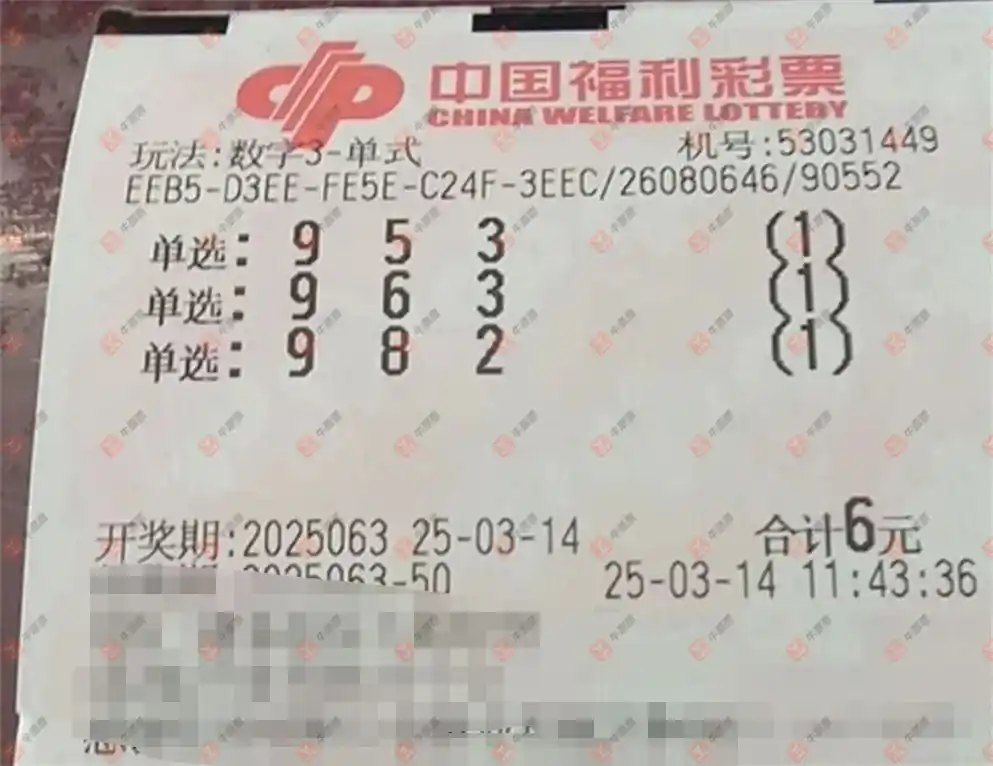 中国福利彩票
CHINA WELFARE LOTTERY
玩法:数字3-单式 机号:53031449
EEB5-D3EE-FE5E-C24F-3EEC/26080646/90552
单选: 9 5 3 (1)
单选: 9 6 3 (1)
单选: 9 8 2 (1)
开奖期:2025063 25-03-14 合计6元
2025063-50 25-03-14 11:43:36